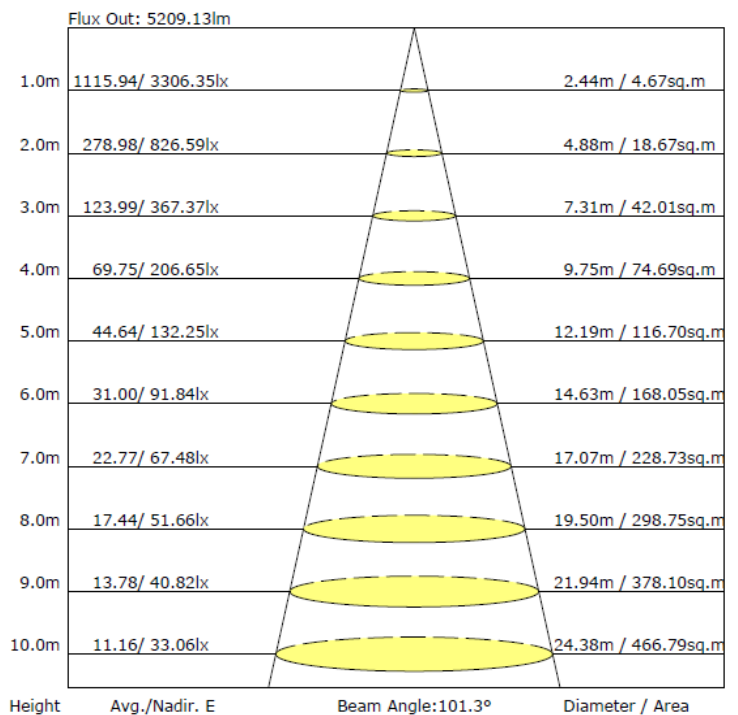 Flux Out: 5209.13lm
1.0m 1115.94/ 3306.35lx 2.44m / 4.67sq.m
2.0m 278.98/ 826.59lx 4.88m / 18.67sq.m
3.0m 123.99/ 367.37lx 7.31m / 42.01sq.m
4.0m 69.75/ 206.65lx 9.75m / 74.69sq.m
5.0m 44.64/ 132.25lx 12.19m / 116.70sq.m
6.0m 31.00/ 91.84lx 14.63m / 168.05sq.m
7.0m 22.77/ 67.48lx 17.07m / 228.73sq.m
8.0m 17.44/ 51.66lx 19.50m / 298.75sq.m
9.0m 13.78/ 40.82lx 21.94m / 378.10sq.m
10.0m 11.16/ 33.06lx 24.38m / 466.79sq.m
Height Avg./Nadir. E Beam Angle:101.3° Diameter / Area